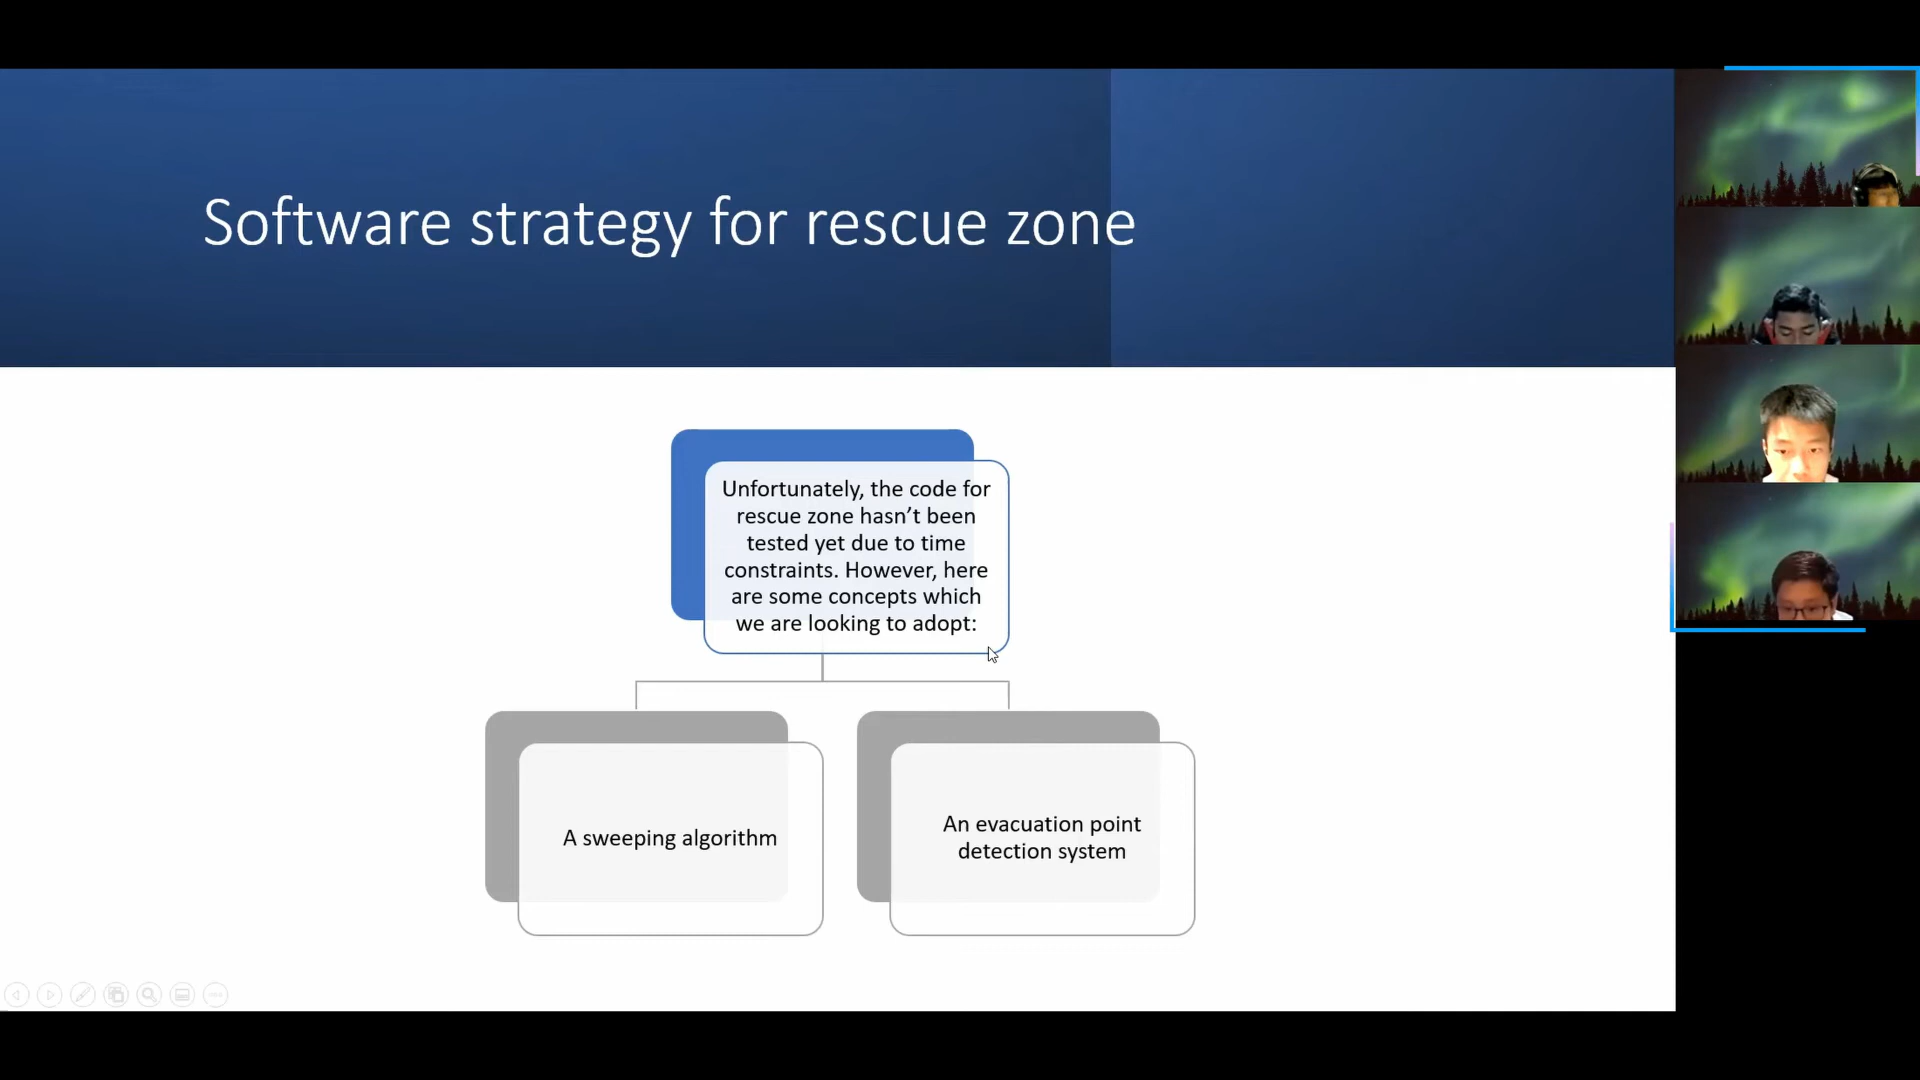 Software strategy for rescue zone
Unfortunately, the code for
rescue zone hasn’t been
tested yet due to time
constraints. However, here
are some concepts which
we are looking to adopt:
A sweeping algorithm
An evacuation point
detection system